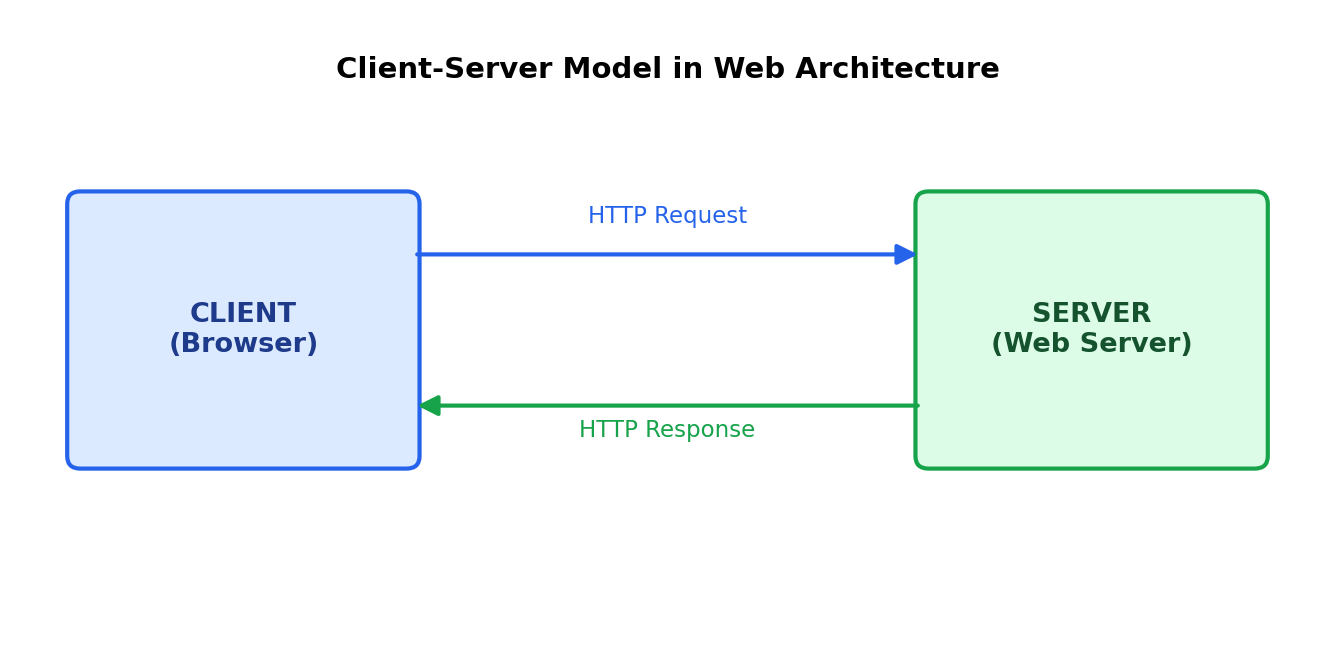 Client-Server Model in Web Architecture
HTTP Request
CLIENT
(Browser)
SERVER
(Web Server)
HTTP Response